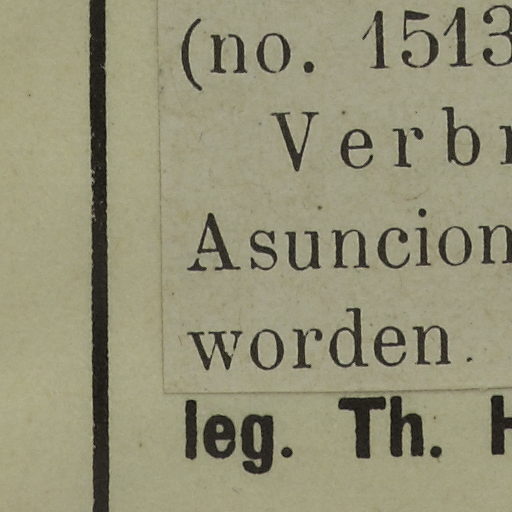 (no. 1513
Verb
Asuncion
worden.
leg. Th. H